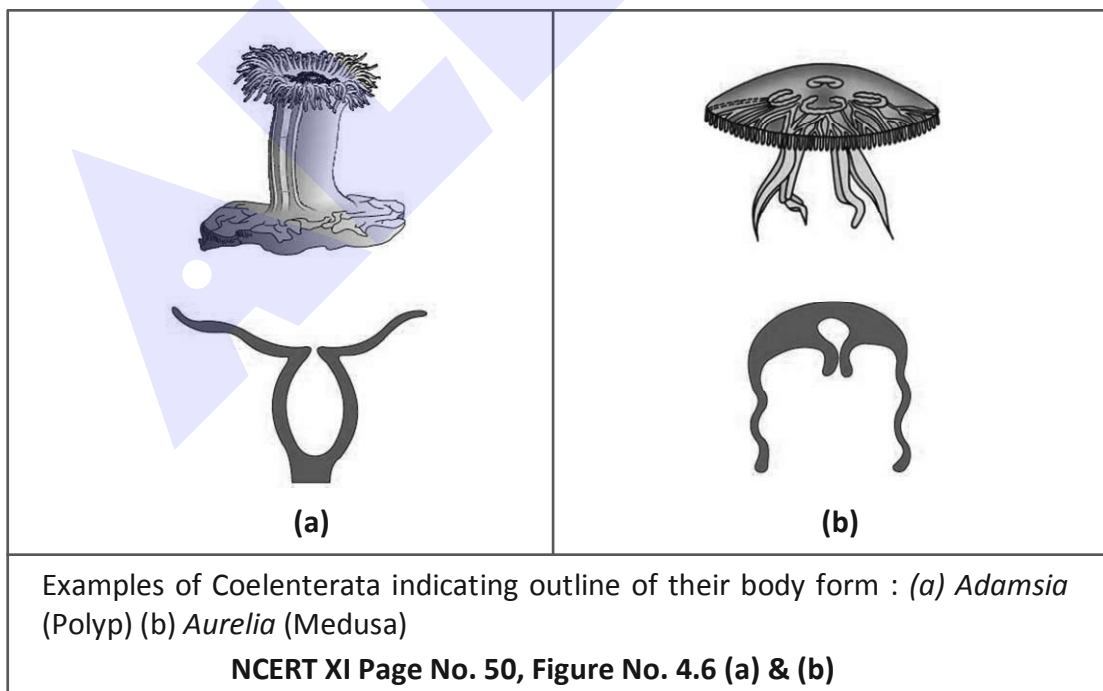 (a)
(b)
Examples of Coelenterata indicating outline of their body form : (a) Adamsia
(Polyp) (b) Aurelia (Medusa)
NCERT XI Page No. 50, Figure No. 4.6 (a) & (b)